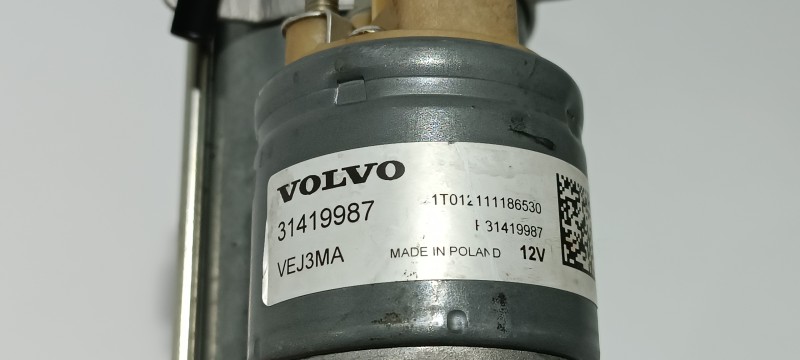 VOLVO
31419987
VEJ3MA
1T012111186530
31419987
MADE IN POLAND 12V